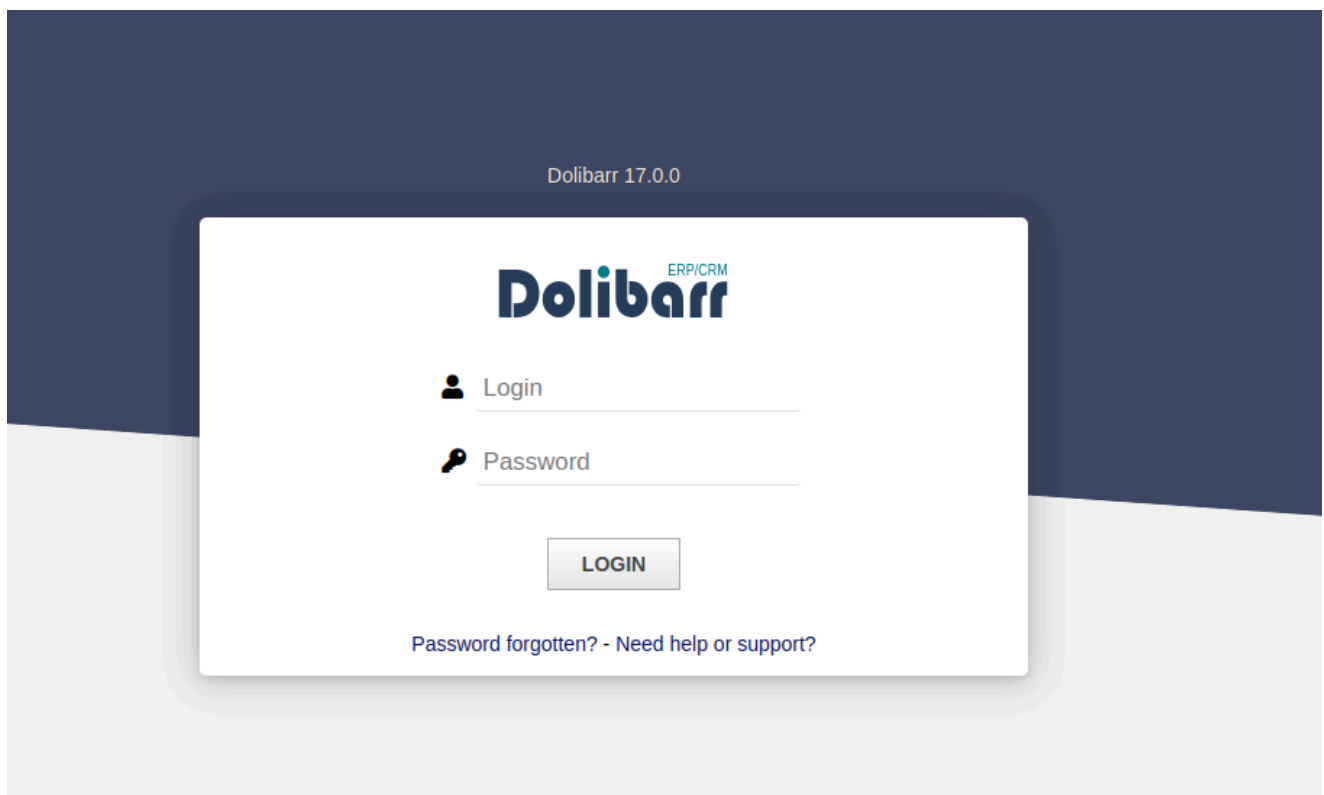 Dolibarr 17.0.0
ERP/CRM
Dolibarr
Login
Password
LOGIN
Password forgotten? - Need help or support?